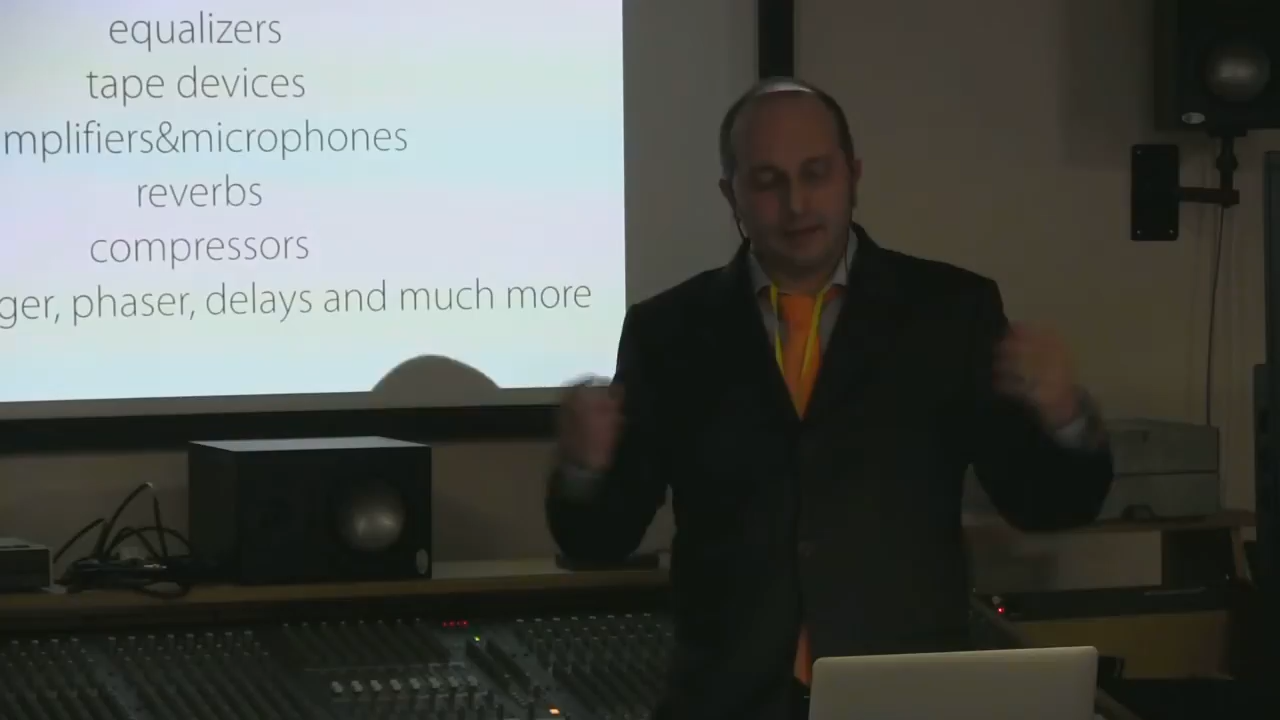 equalizers
tape devices
mplifiers&microphones
reverbs
compressors
ger, phaser, delays and much more